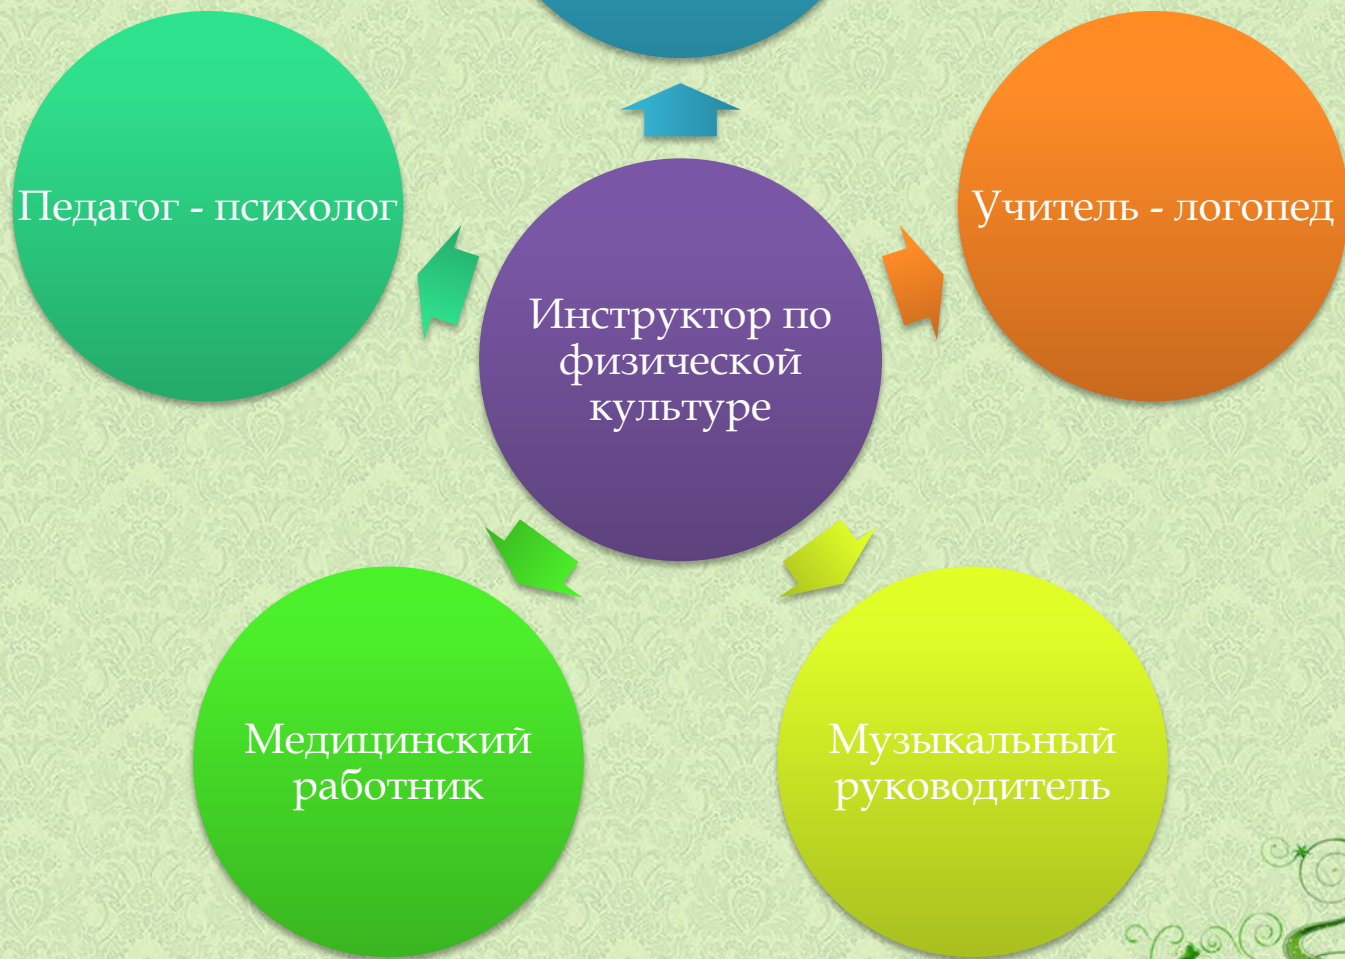 Педагог - психолог
Учитель - логопед
Инструктор по
физической
культуре
Медицинский
работник
Музыкальный
руководитель